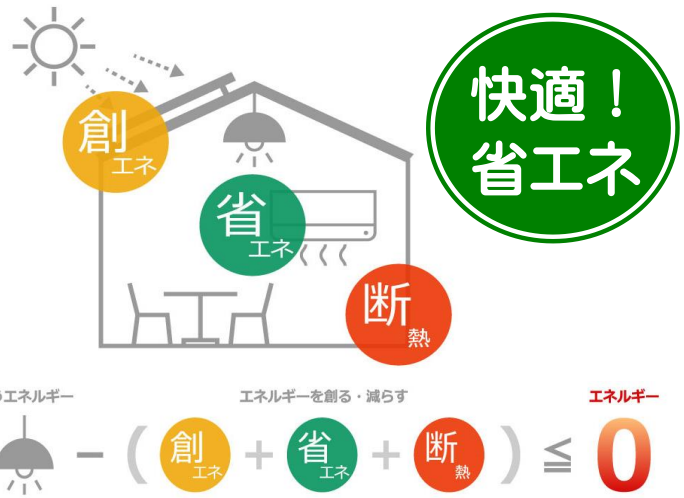 快適！
省エネ
創
エネ
省
エネ
断
熱
エネルギー
エネルギーを創る・減らす
エネルギー
− ( 創エネ + 省エネ + 断熱 ) ≦ 0